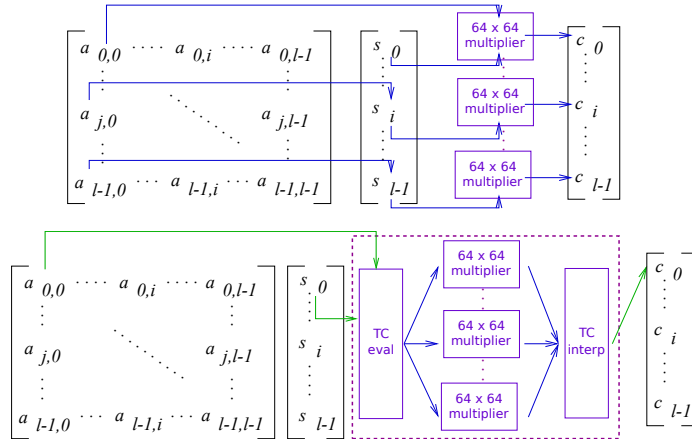 a 0,0 ···· a 0,i ···· a 0,l-1
s 0
64 x 64
multiplier
c 0
a j,0 a j,l-1
s i
64 x 64
multiplier
c i
a l-1,0 ··· a l-1,i ··· a l-1,l-1
s l-1
64 x 64
multiplier
c l-1
a 0,0 ···· a 0,i ···· a 0,l-1
s 0
64 x 64
multiplier
c 0
a j,0 a j,l-1
s i
TC
eval
64 x 64
multiplier
TC
interp
c i
a l-1,0 ··· a l-1,i ··· a l-1,l-1
s l-1
64 x 64
multiplier
c l-1